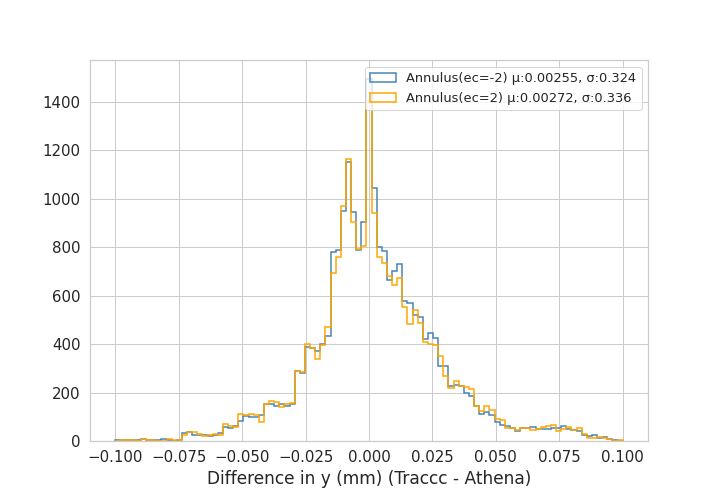 Annulus(ec=-2) μ:0.00255, σ:0.324
Annulus(ec=2) μ:0.00272, σ:0.336
1400
1200
1000
800
600
400
200
0
−0.100 −0.075 −0.050 −0.025 0.000 0.025 0.050 0.075 0.100
Difference in y (mm) (Traccc - Athena)